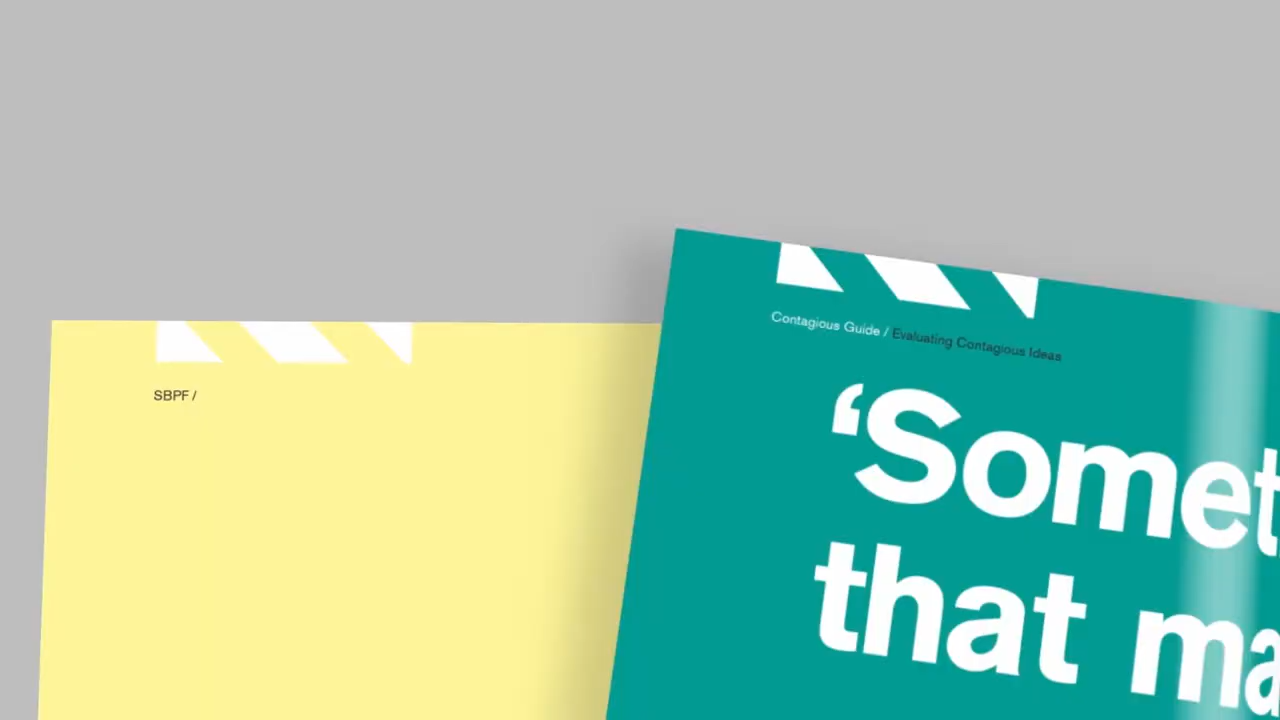 SBPF /
Contagious Guide / Evaluating Contagious Ideas
‘Somet
that ma